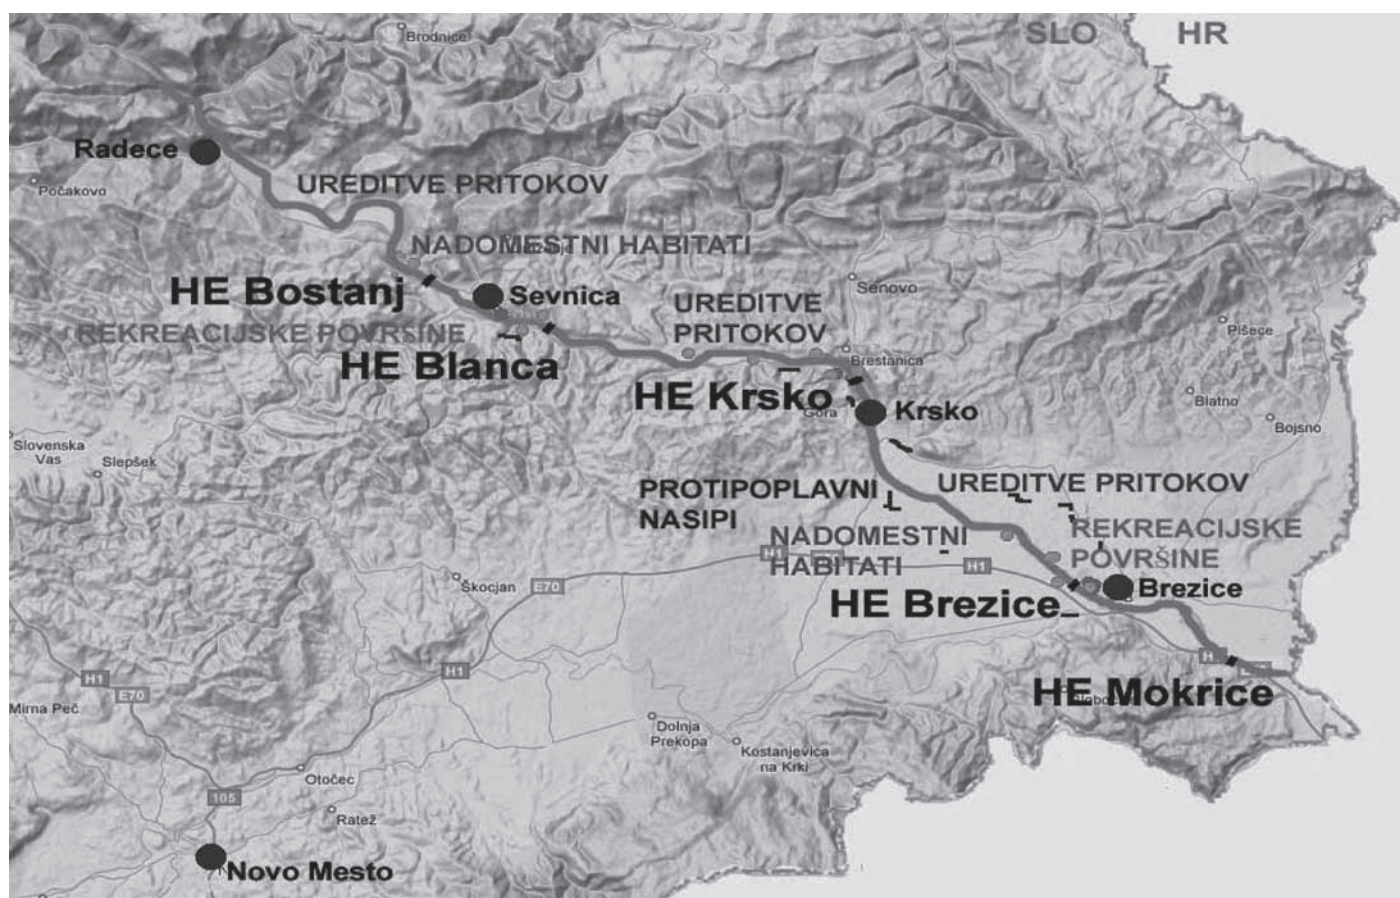 SLO
HR
Brodnice
Radece
Počakovo
UREDITVE PRITOKOV
NADOMESTNI HABITATI
HE Bostanj
Sevnica
Senovo
UREDITVE
PRITOKOV
REKREACIJSKE POVRŠINE
Pišece
HE Blanca
Brestanica
HE Krsko
Gora
Krsko
Blatno
Bojsno
Slovenska
Vas
Slepšek
PROTIPOPLAVNI
NASIPI
UREDITVE PRITOKOV
NADOMESTNI
HABITATI
REKREACIJSKE
POVRŠINE
H1
H1
Škocjan
E70
Brezice
HE Brezice
H1
H1
E70
Mirna Peč
HE Mokrice
Dolnja
Prekopa
Kostanjevica
na Krki
Otočec
105
Ratež
Novo Mesto